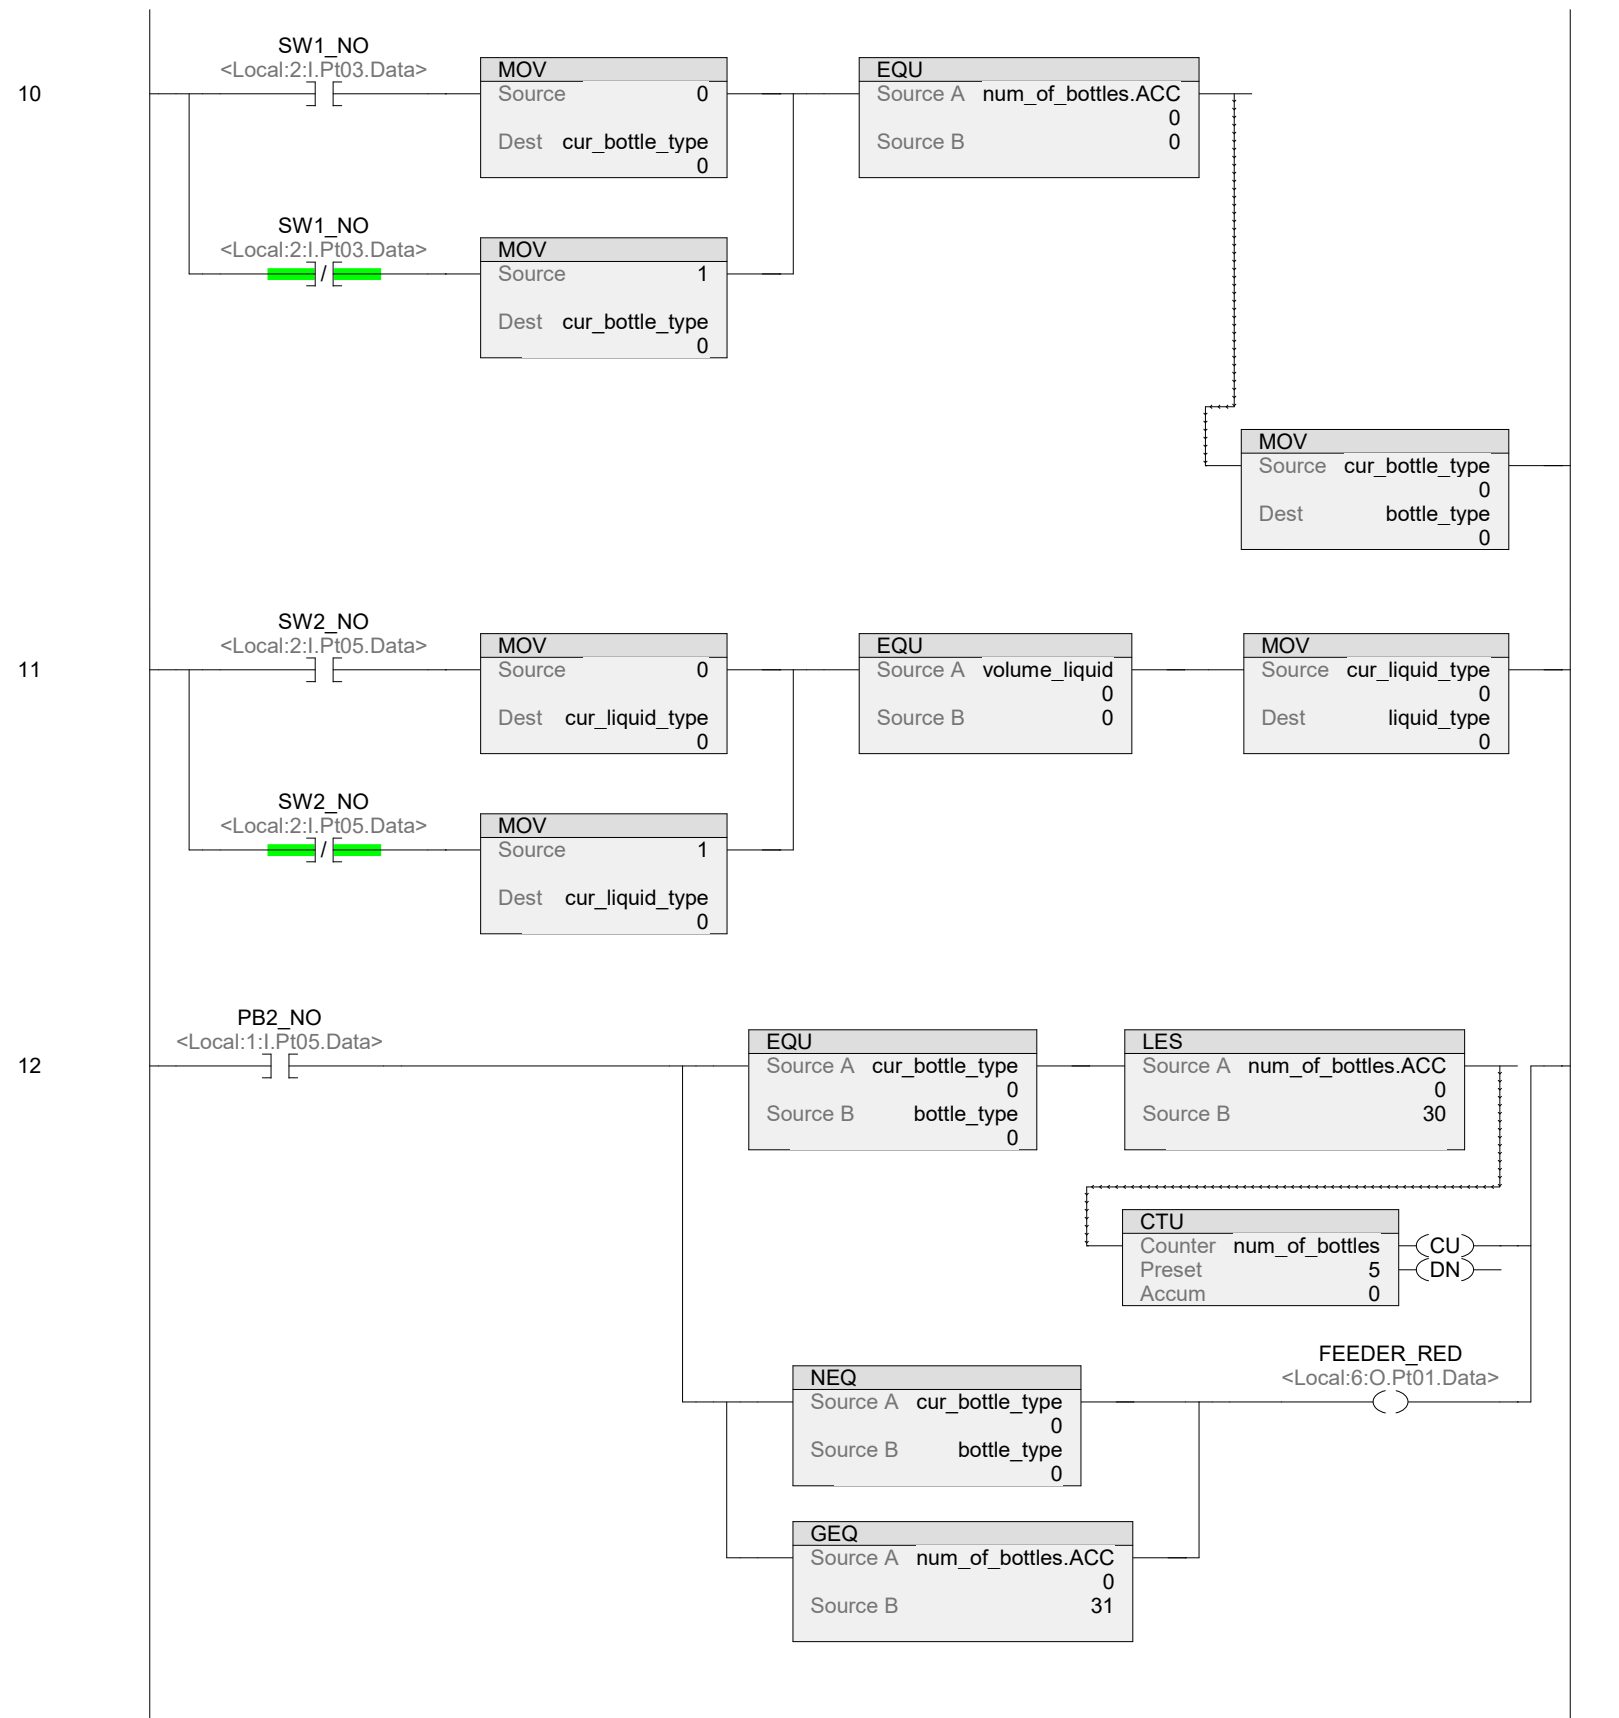 SW1_NO
<Local:2:I.Pt03.Data>
10
MOV
Source 0
Dest cur_bottle_type
0
EQU
Source A num_of_bottles.ACC
0
Source B 0
SW1_NO
<Local:2:I.Pt03.Data>
/
MOV
Source 1
Dest cur_bottle_type
0
MOV
Source cur_bottle_type
0
Dest bottle_type
0
SW2_NO
<Local:2:I.Pt05.Data>
11
MOV
Source 0
Dest cur_liquid_type
0
EQU
Source A volume_liquid
0
Source B 0
MOV
Source cur_liquid_type
0
Dest liquid_type
0
SW2_NO
<Local:2:I.Pt05.Data>
/
MOV
Source 1
Dest cur_liquid_type
0
PB2_NO
<Local:1:I.Pt05.Data>
12
EQU
Source A cur_bottle_type
0
Source B bottle_type
0
LES
Source A num_of_bottles.ACC
0
Source B 30
CTU
Counter num_of_bottles
Preset 5
Accum 0
CU
DN
FEEDER_RED
<Local:6:O.Pt01.Data>
NEQ
Source A cur_bottle_type
0
Source B bottle_type
0
GEQ
Source A num_of_bottles.ACC
0
Source B 31